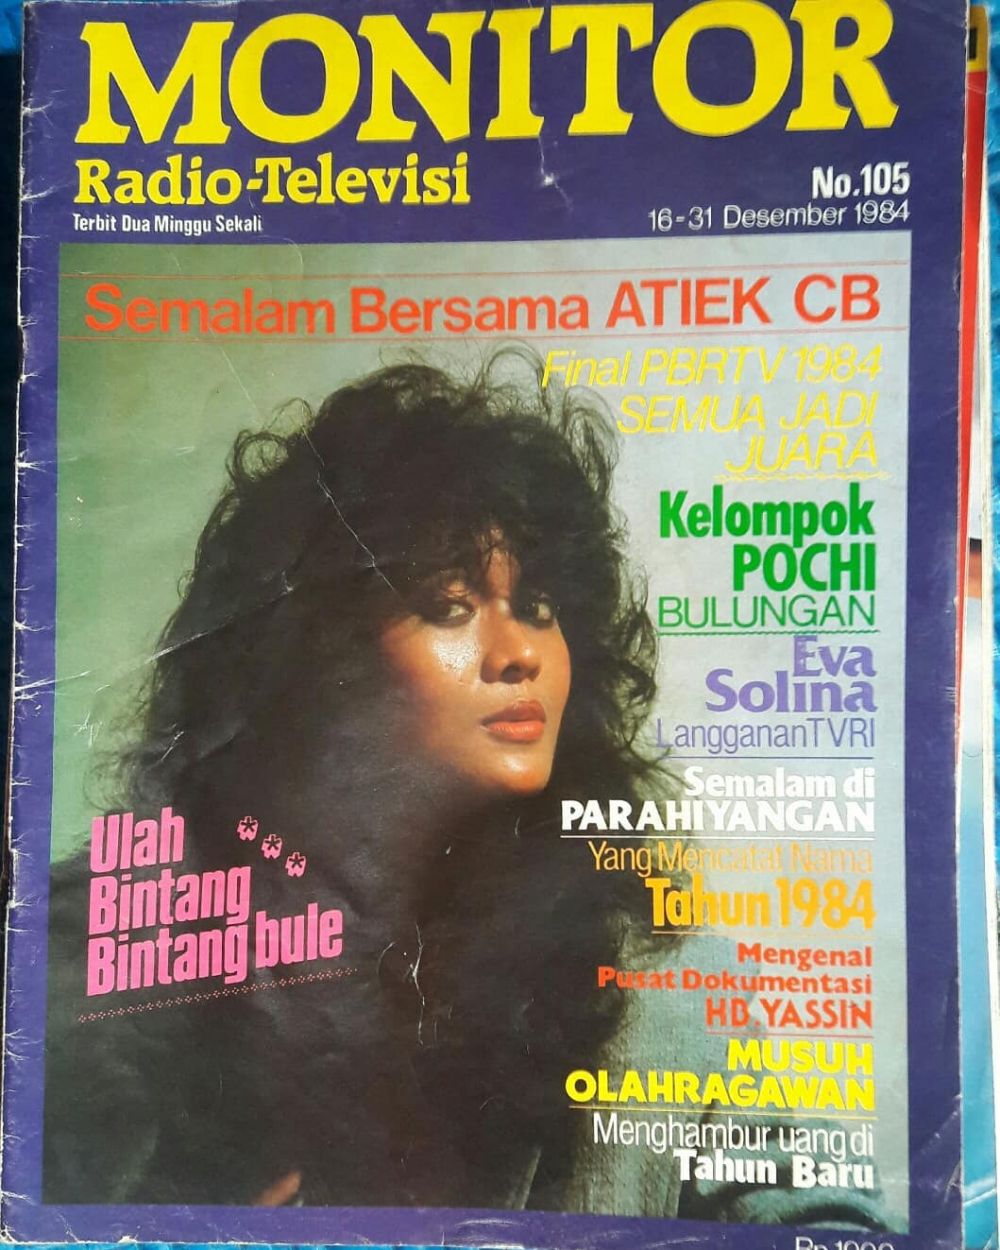 MONITOR
Radio-Televisi
Terbit Dua Minggu Sekali
No.105
16-31 Desember 1984
Semalam Bersama ATIEK CB
Final PBRTV 1984
SEMUA JADI
JUARA
Kelompok
POCHI
BULUNGAN
Eva
Solina
Langganan TVRI
Semalam di
PARAHIYANGAN
Yang Mencatat Nama
Tahun 1984
Mengenal
Pusat Dokumentasi
HB.YASSIN
MUSUH
OLAHRAGAWAN
Menghambur uang di
Tahun Baru
Ulah
Bintang
Bintang bule